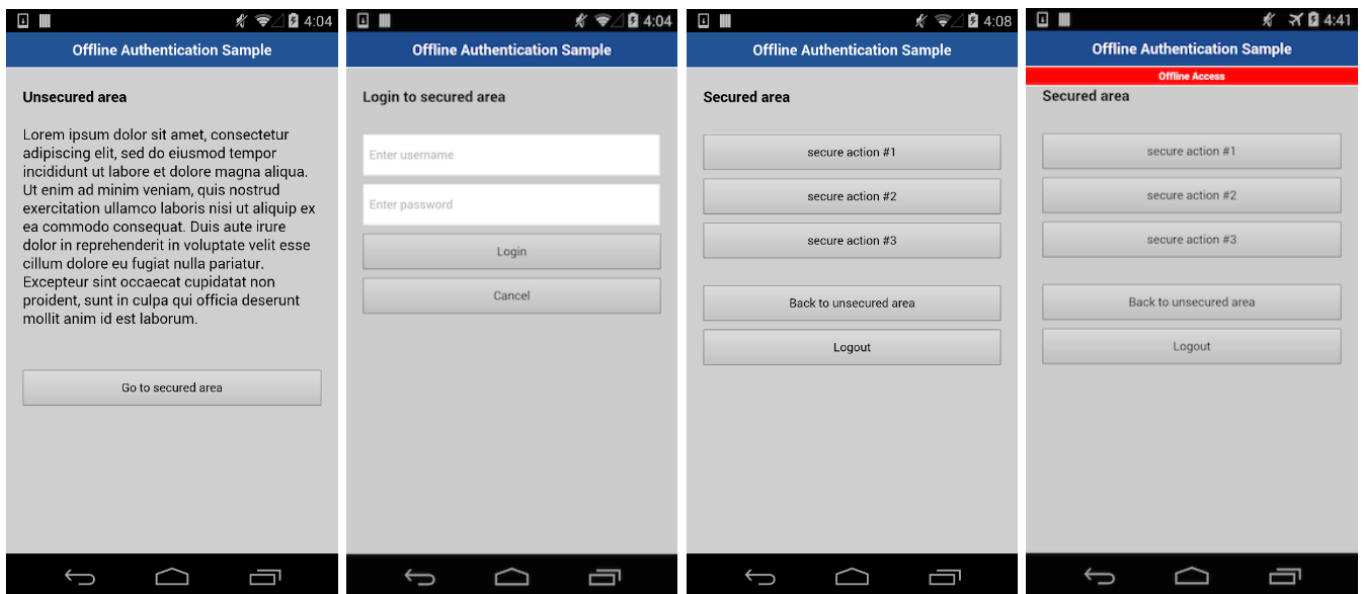 4:04
Offline Authentication Sample
Unsecured area
Lorem ipsum dolor sit amet, consectetur
adipiscing elit, sed do eiusmod tempor
incididunt ut labore et dolore magna aliqua.
Ut enim ad minim veniam, quis nostrud
exercitation ullamco laboris nisi ut aliquip ex
ea commodo consequat. Duis aute irure
dolor in reprehenderit in voluptate velit esse
cillum dolore eu fugiat nulla pariatur.
Excepteur sint occaecat cupidatat non
proident, sunt in culpa qui officia deserunt
mollit anim id est laborum.
Go to secured area
4:04
Offline Authentication Sample
Login to secured area
Enter username
Enter password
Login
Cancel
4:08
Offline Authentication Sample
Secured area
secure action #1
secure action #2
secure action #3
Back to unsecured area
Logout
4:41
Offline Authentication Sample
Offline Access
Secured area
secure action #1
secure action #2
secure action #3
Back to unsecured area
Logout